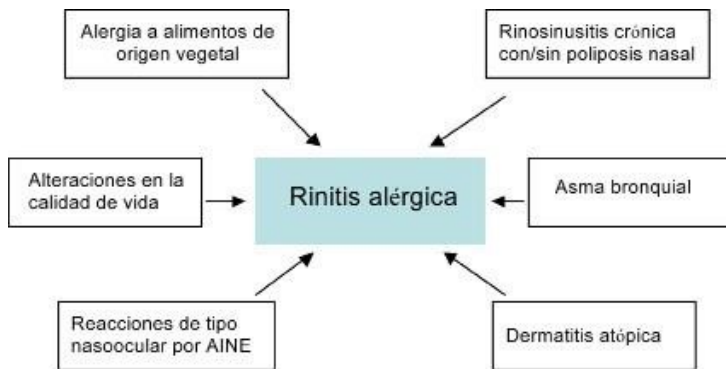 Alergia a alimentos de
origen vegetal
Rinosinusitis crónica
con/sin poliposis nasal
Alteraciones en la
calidad de vida
Rinitis alérgica
Asma bronquial
Reacciones de tipo
nasoocular por AINE
Dermatitis atópica